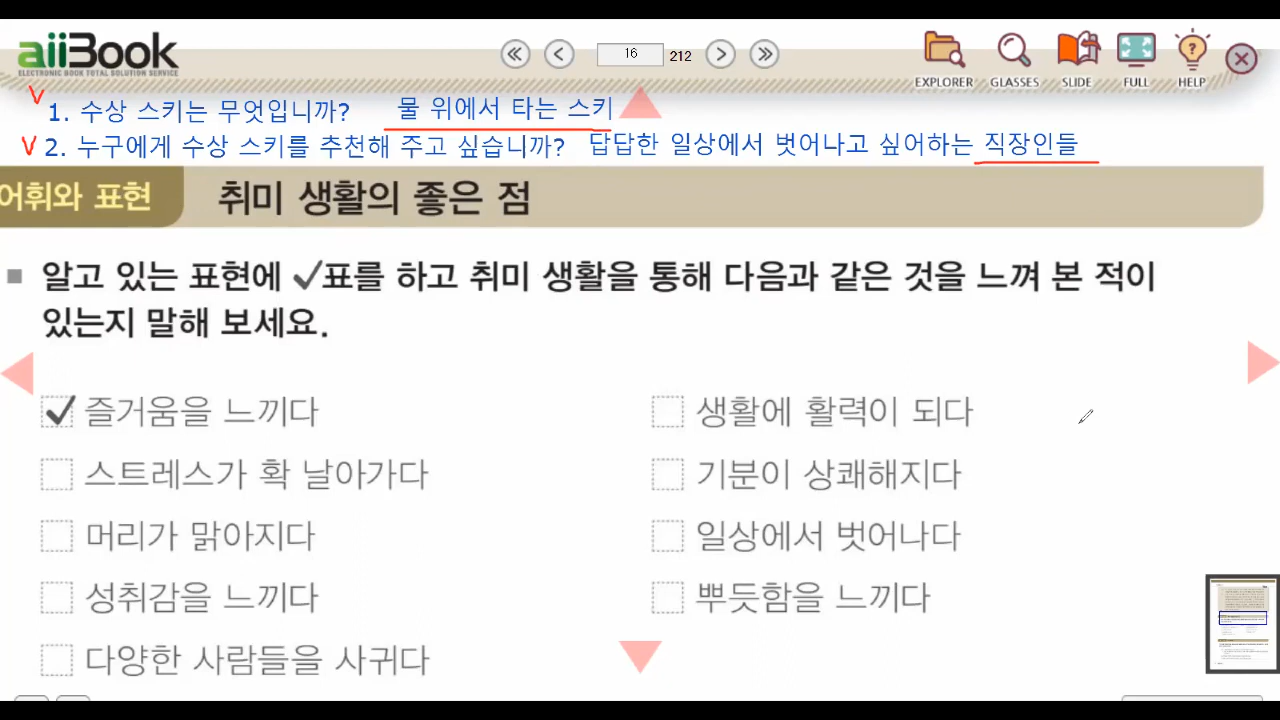 aiiBook
ELECTRONIC BOOK TOTAL SOLUTION SERVICE
16 212
EXPLORER GLASSES SLIDE FULL HELP
1. 수상 스키는 무엇입니까? 물 위에서 타는 스키
2. 누구에게 수상 스키를 추천해 주고 싶습니까? 답답한 일상에서 벗어나고 싶어하는 직장인들
어휘와 표현 취미 생활의 좋은 점
알고 있는 표현에 ✓표를 하고 취미 생활을 통해 다음과 같은 것을 느껴 본 적이
있는지 말해 보세요.
즐거움을 느끼다 생활에 활력이 되다
스트레스가 확 날아가다 기분이 상쾌해지다
머리가 맑아지다 일상에서 벗어나다
성취감을 느끼다 뿌듯함을 느끼다
다양한 사람들을 사귀다